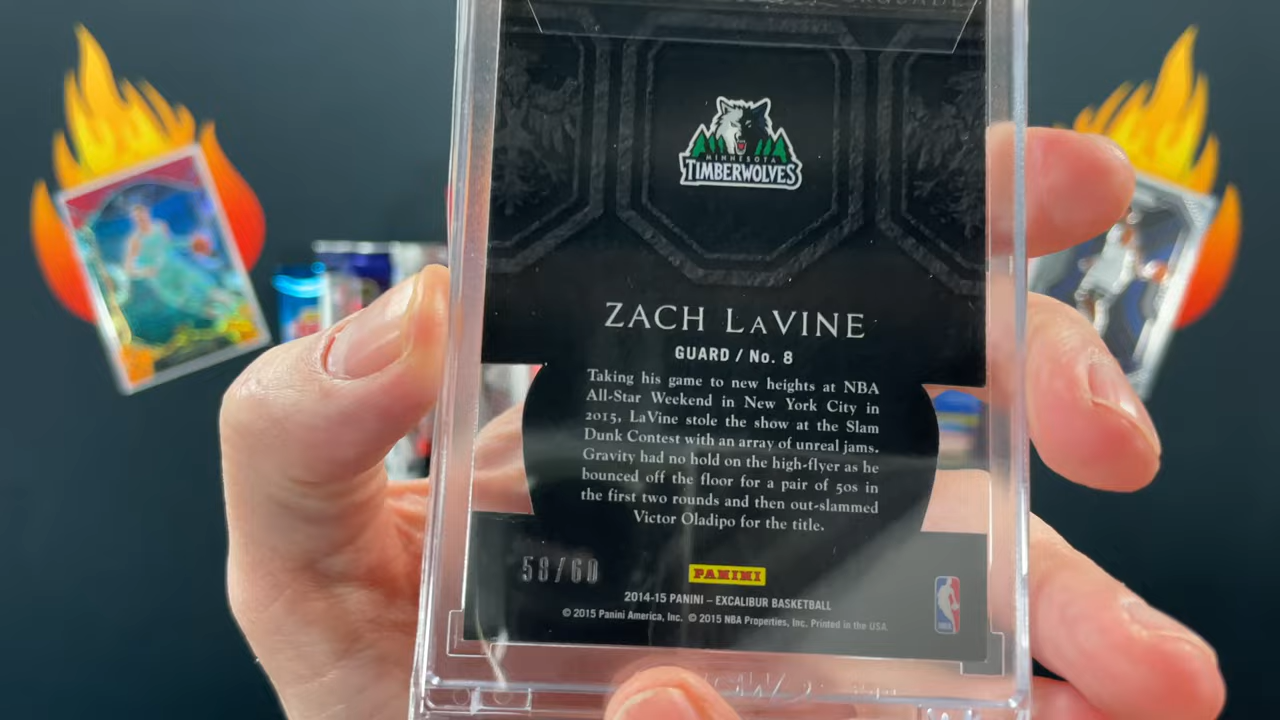 MINNESOTA
TIMBERWOLVES
ZACH LAVINE
GUARD / No. 8
Taking his game to new heights at NBA
All-Star Weekend in New York City in
2015, LaVine stole the show at the Slam
Dunk Contest with an array of unreal jams.
Gravity had no hold on the high-flyer as he
bounced off the floor for a pair of 50s in
the first two rounds and then out-slammed
Victor Oladipo for the title.
58/60
PANINI
2014-15 PANINI – EXCALIBUR BASKETBALL
© 2015 Panini America, Inc. © 2015 NBA Properties, Inc. Printed in the USA.
NBA